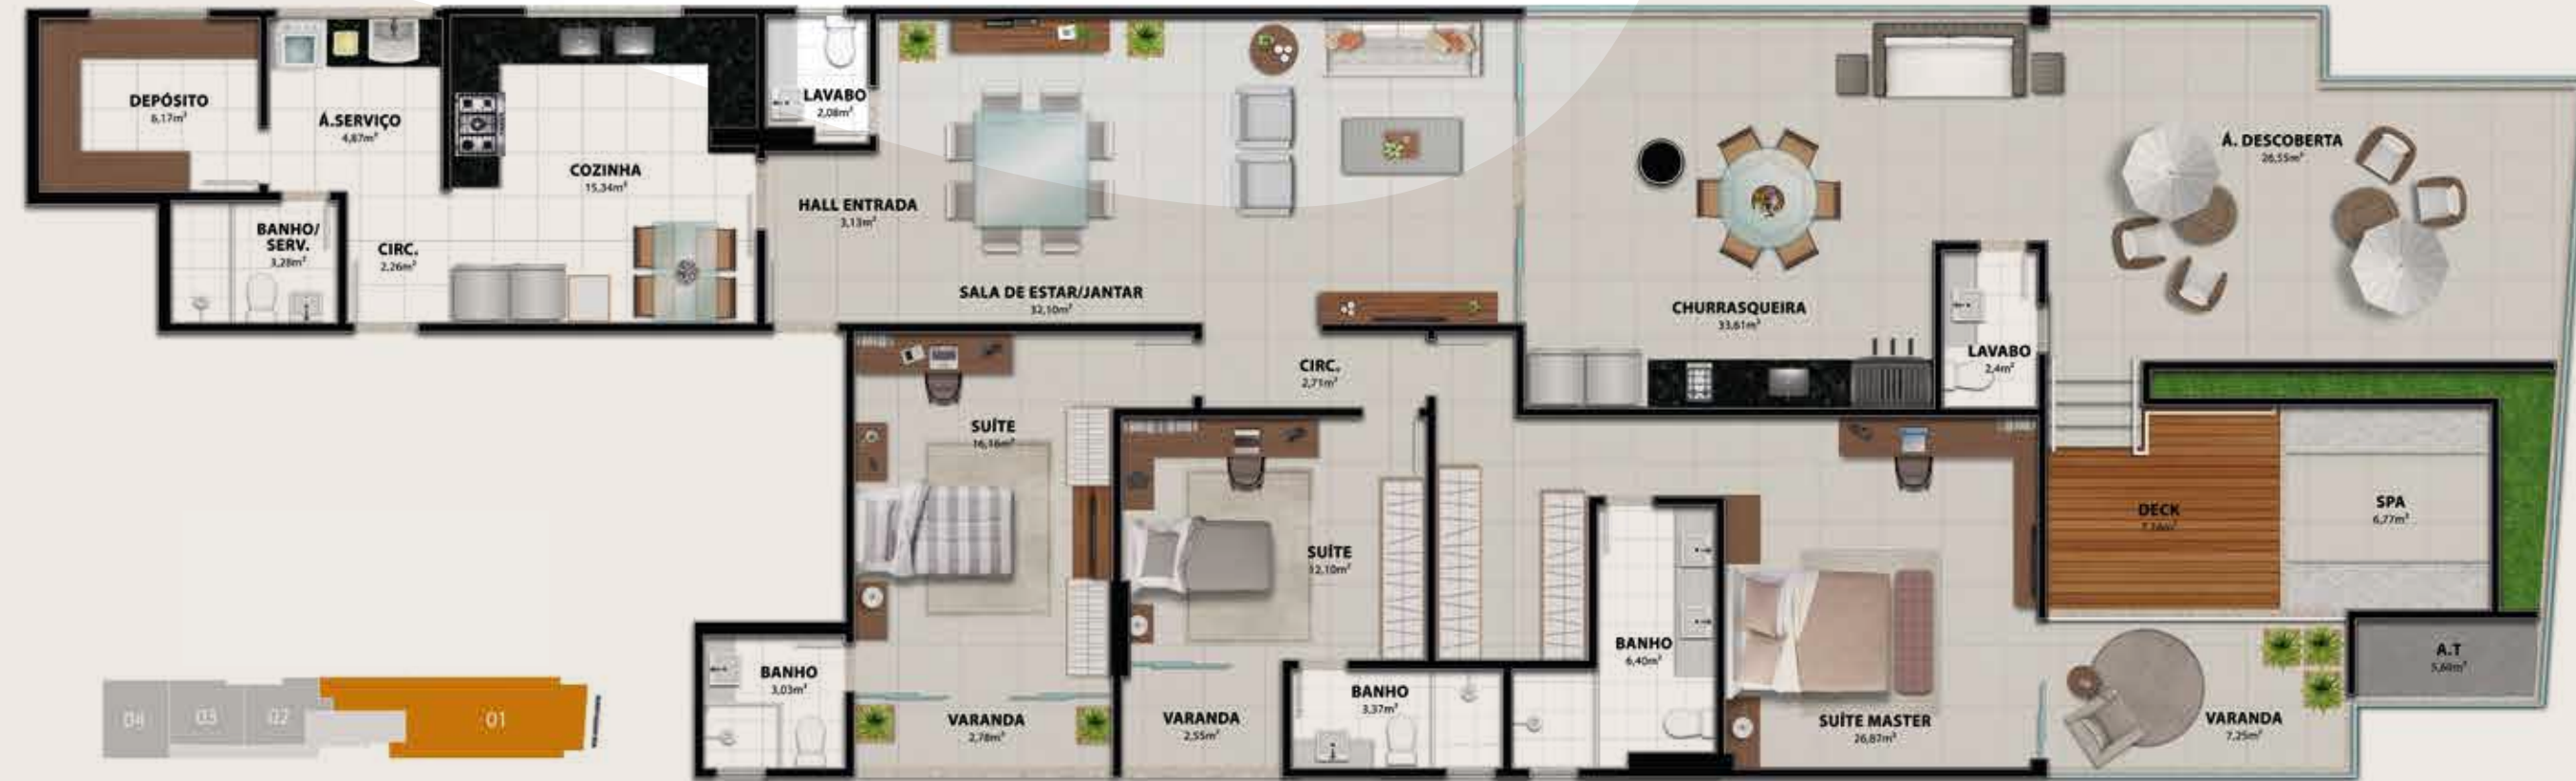 DEPÓSITO
6,17m²
Á.SERVIÇO
4,87m²
COZINHA
15,34m²
LAVABO
2,08m²
BANHO/
SERV.
3,28m²
CIRC.
2,26m²
HALL ENTRADA
3,13m²
SALA DE ESTAR/JANTAR
32,10m²
CHURRASQUEIRA
33,61m²
Á. DESCOBERTA
26,55m²
LAVABO
2,4m²
CIRC.
2,71m²
SUÍTE
16,16m²
SUÍTE
12,10m²
DECK
SPA
6,77m²
BANHO
3,03m²
VARANDA
2,78m²
VARANDA
2,55m²
BANHO
3,37m²
BANHO
6,40m²
SUÍTE MASTER
26,87m²
VARANDA
7,25m²
A.T
5,60m²
04
03
02
01